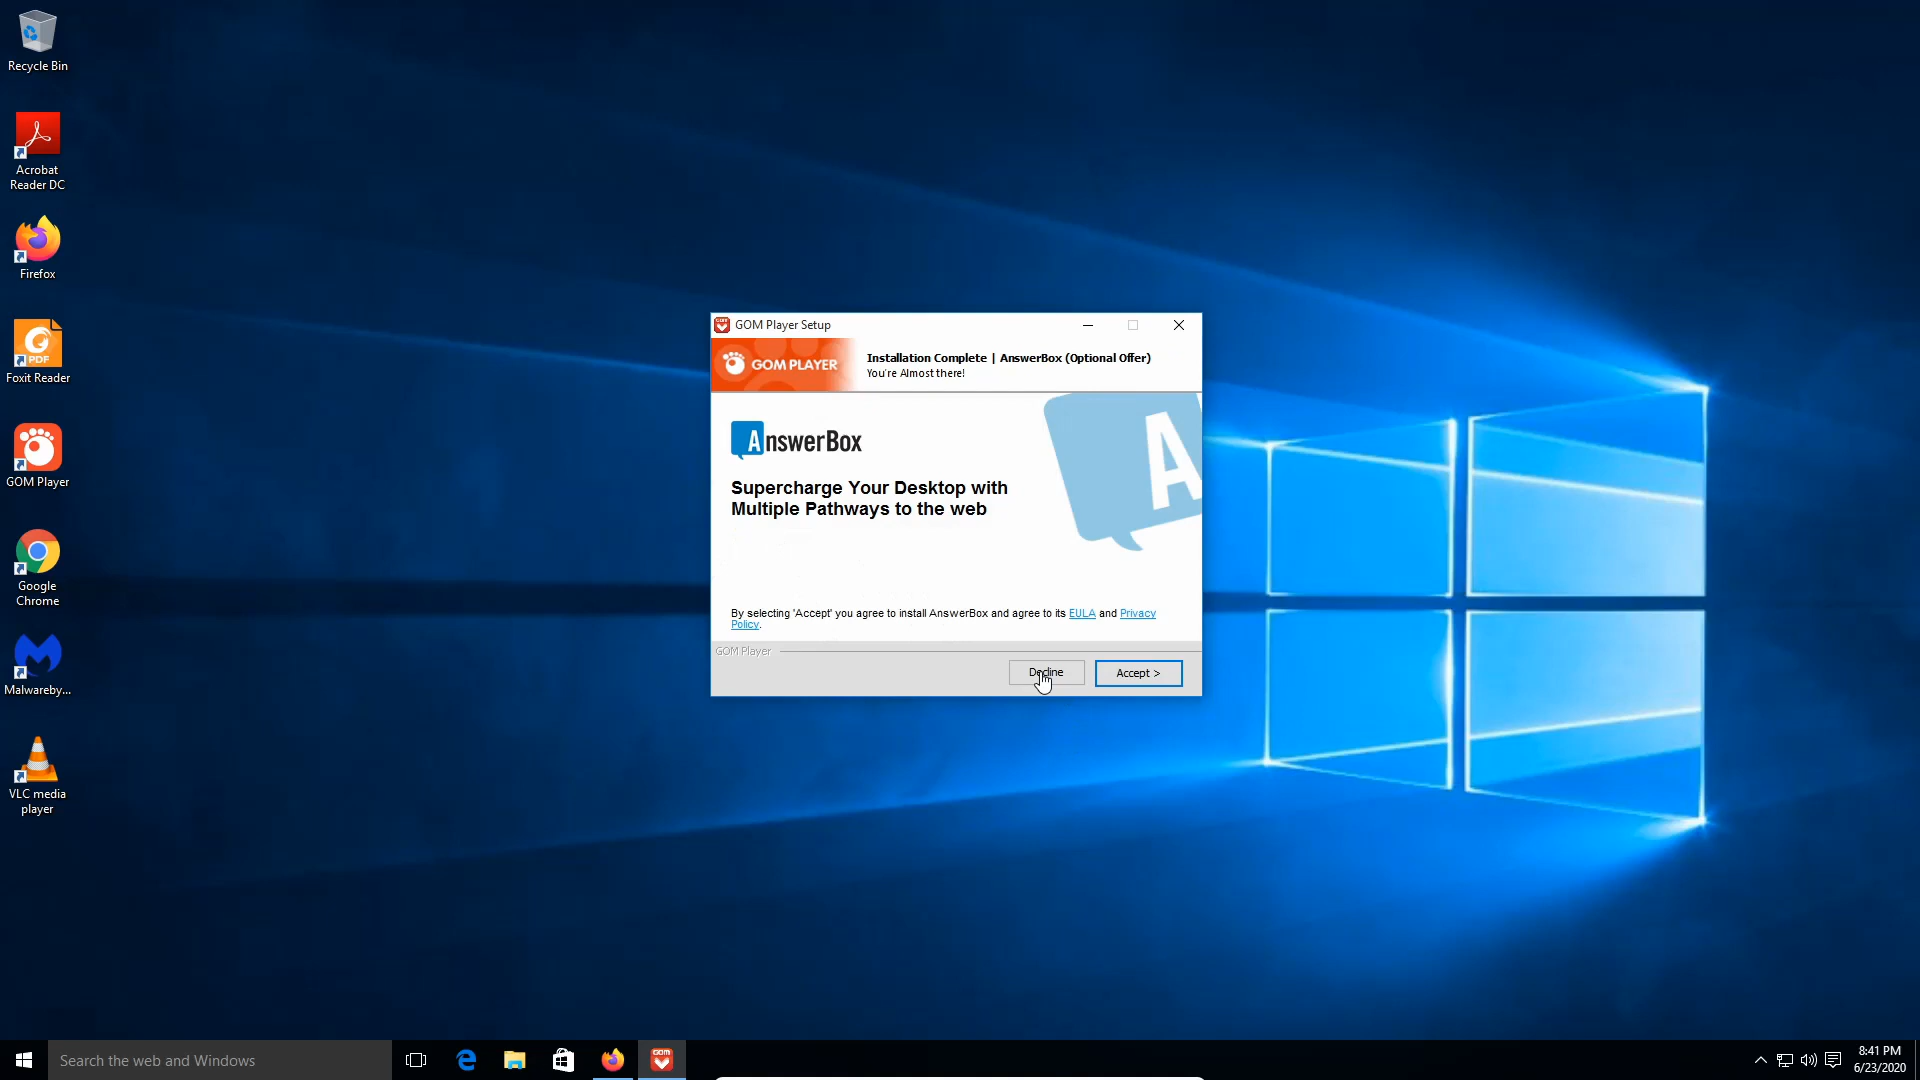 Recycle Bin
Acrobat
Reader DC
Firefox
PDF
Foxit Reader
GOM Player
Google
Chrome
Malwareby...
VLC media
player
GOM Player Setup
GOM PLAYER
Installation Complete | AnswerBox (Optional Offer)
You're Almost there!
AnswerBox
A
Supercharge Your Desktop with
Multiple Pathways to the web
By selecting 'Accept' you agree to install AnswerBox and agree to its EULA and Privacy
Policy.
GOM Player
Decline
Accept >
Search the web and Windows
GOM
8:41 PM
6/23/2020